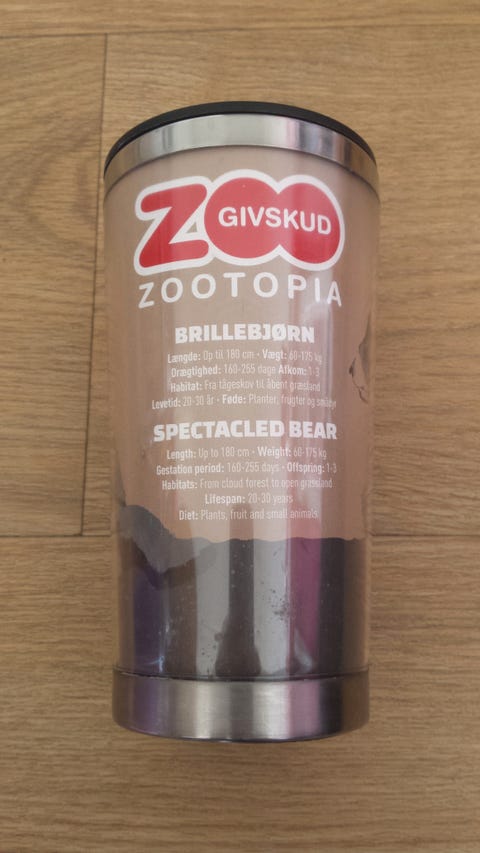 ZOO
GIVSKUD
ZOOTOPIA
BRILLEBJØRN
Længde: Op til 180 cm · Vægt: 60-175 kg
Drægtighed: 160-255 dage Afkom: 1-3
Habitat: Fra tågeskov til åbent græsland
Levetid: 20-30 år · Føde: Planter, frugter og smådyr
SPECTACLED BEAR
Length: Up to 180 cm · Weight: 60-175 kg
Gestation period: 160-255 days · Offspring: 1-3
Habitats: From cloud forest to open grassland
Lifespan: 20-30 years
Diet: Plants, fruit and small animals